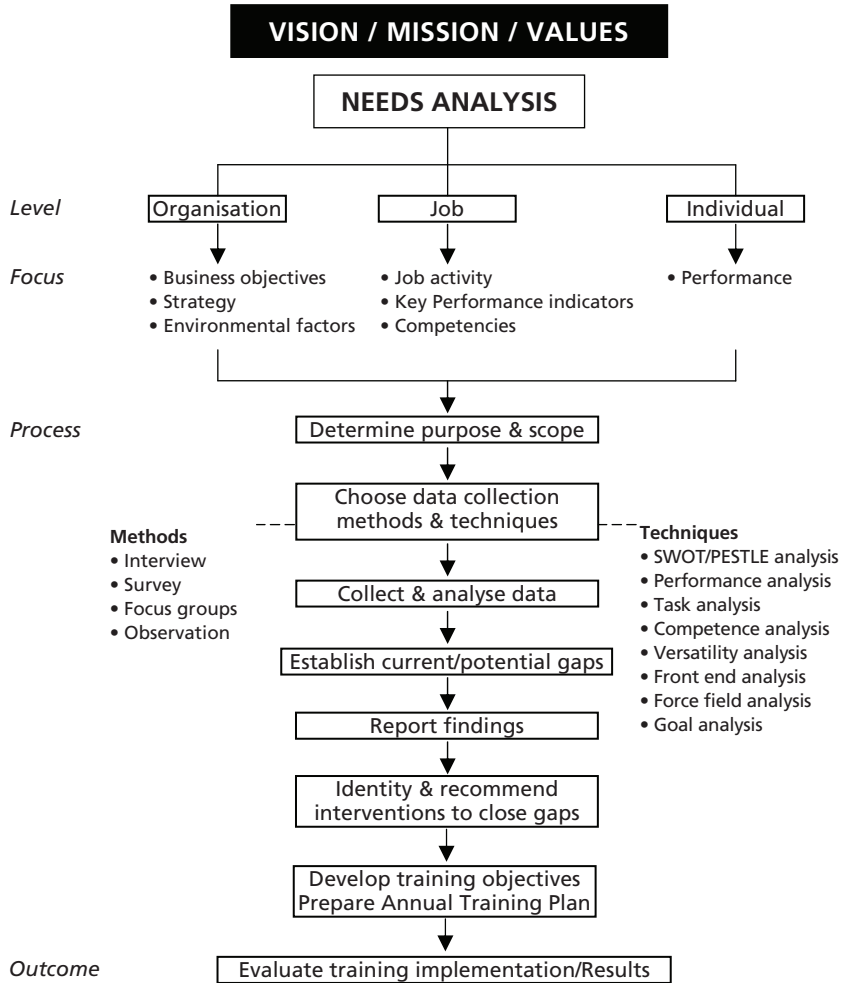 VISION / MISSION / VALUES
NEEDS ANALYSIS
Level
Organisation
Job
Individual
Focus
• Business objectives
• Strategy
• Environmental factors
• Job activity
• Key Performance indicators
• Competencies
• Performance
Process
Determine purpose & scope
Choose data collection
methods & techniques
Methods
• Interview
• Survey
• Focus groups
• Observation
Techniques
• SWOT/PESTLE analysis
• Performance analysis
• Task analysis
• Competence analysis
• Versatility analysis
• Front end analysis
• Force field analysis
• Goal analysis
Collect & analyse data
Establish current/potential gaps
Report findings
Identity & recommend
interventions to close gaps
Develop training objectives
Prepare Annual Training Plan
Outcome
Evaluate training implementation/Results